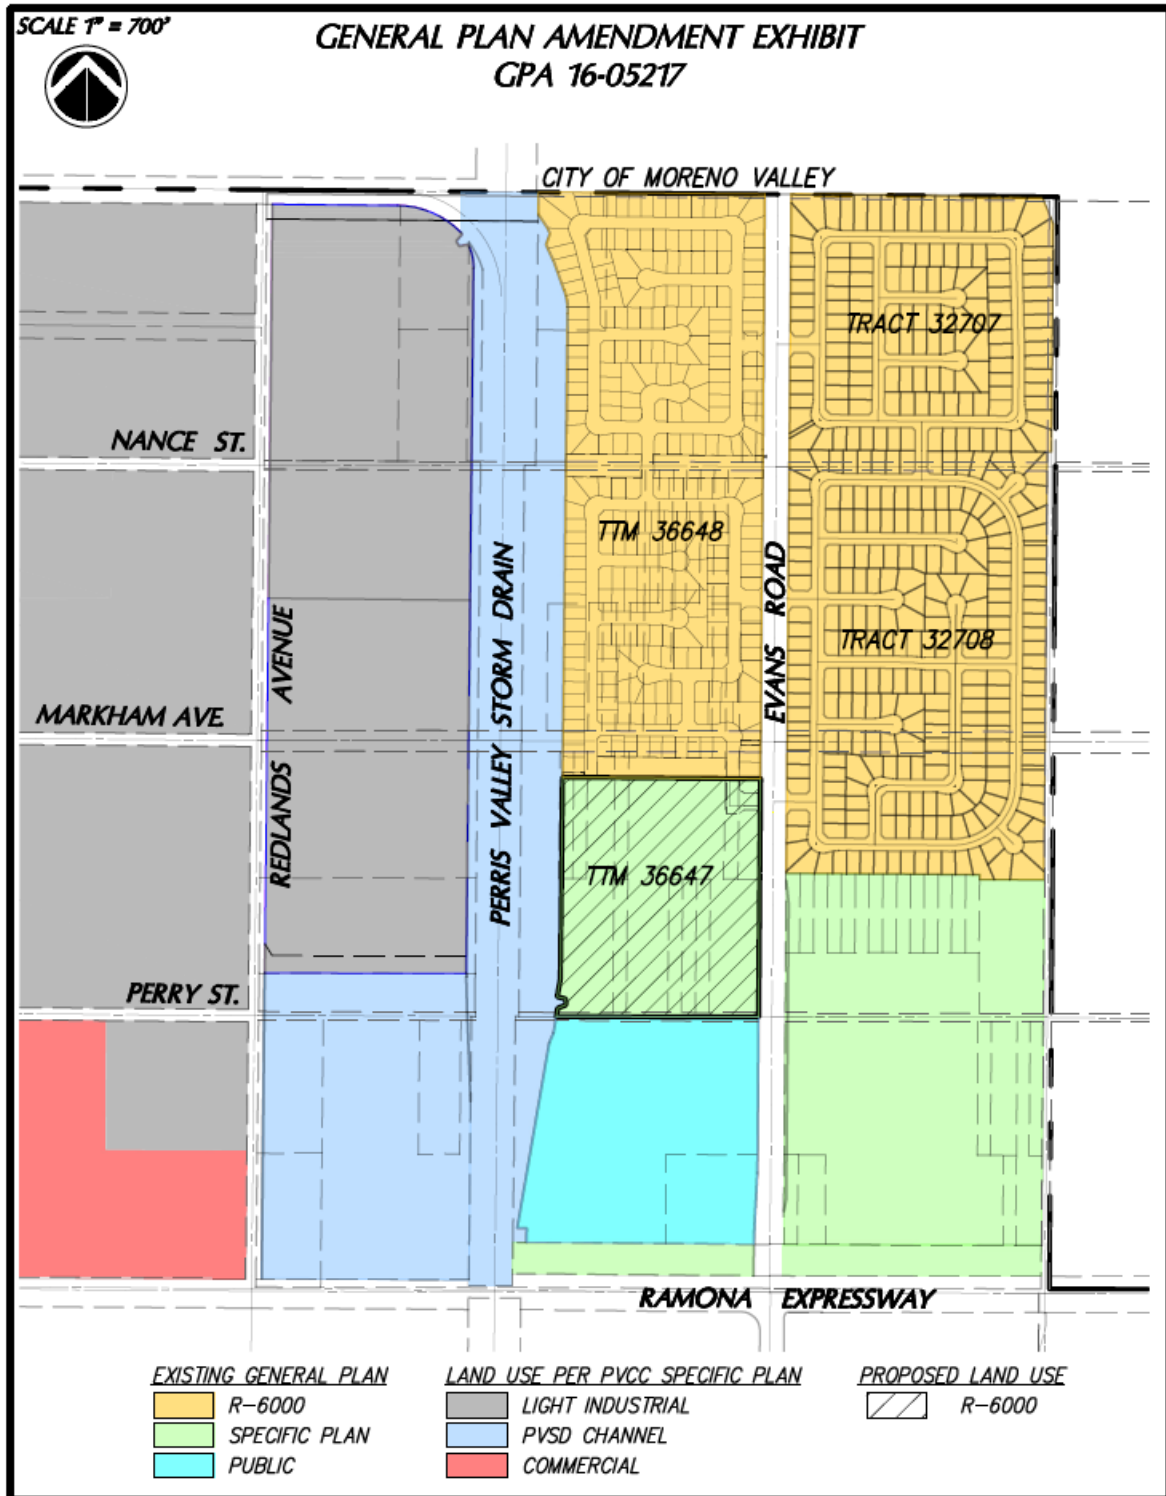 SCALE 1" = 700'
GENERAL PLAN AMENDMENT EXHIBIT
GPA 16-05217
CITY OF MORENO VALLEY
TRACT 32707
NANCE ST.
TTM 36648
PERRIS VALLEY STORM DRAIN
EVANS ROAD
REDLANDS AVENUE
TRACT 32708
MARKHAM AVE.
TTM 36647
PERRY ST.
RAMONA EXPRESSWAY
EXISTING GENERAL PLAN
R-6000
SPECIFIC PLAN
PUBLIC
LAND USE PER PVCC SPECIFIC PLAN
LIGHT INDUSTRIAL
PVSD CHANNEL
COMMERCIAL
PROPOSED LAND USE
R-6000